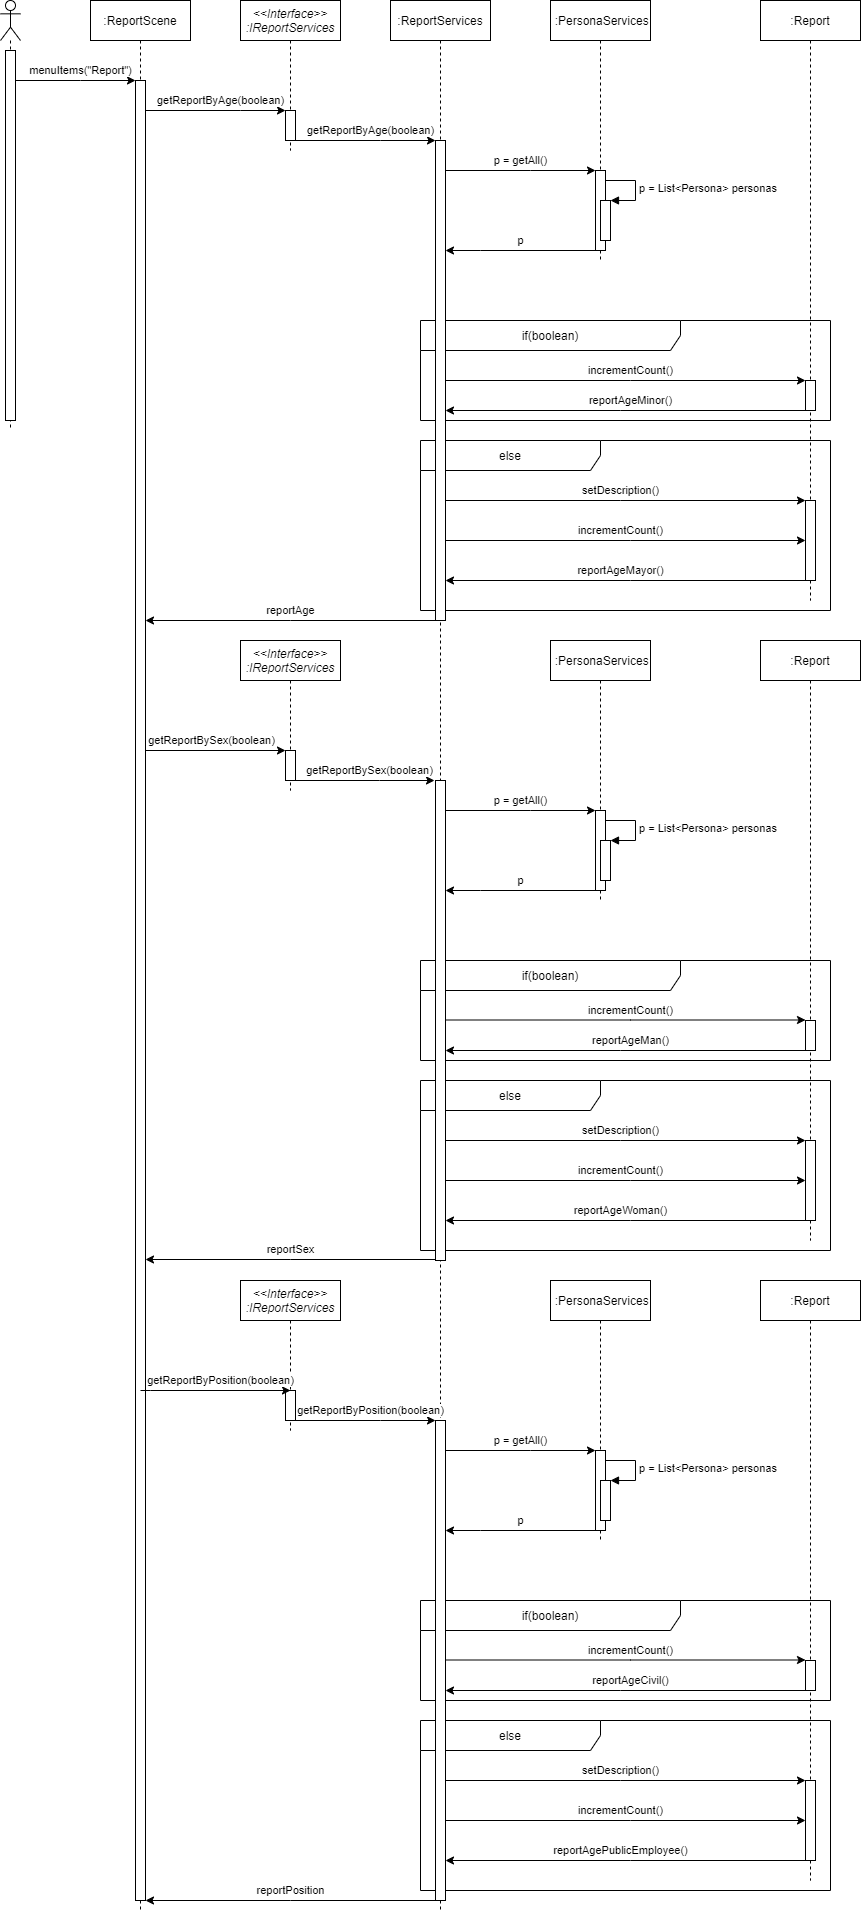 :ReportScene
<<Interface>>
:IReportServices
:ReportServices
:PersonaServices
:Report
menuItems("Report")
getReportByAge(boolean)
getReportByAge(boolean)
p = getAll()
p = List<Persona> personas
p
if(boolean)
incrementCount()
reportAgeMinor()
else
setDescription()
incrementCount()
reportAgeMayor()
reportAge
<<Interface>>
:IReportServices
:PersonaServices
:Report
getReportBySex(boolean)
getReportBySex(boolean)
p = getAll()
p = List<Persona> personas
p
if(boolean)
incrementCount()
reportAgeMan()
else
setDescription()
incrementCount()
reportAgeWoman()
reportSex
<<Interface>>
:IReportServices
:PersonaServices
:Report
getReportByPosition(boolean)
getReportByPosition(boolean)
p = getAll()
p = List<Persona> personas
p
if(boolean)
incrementCount()
reportAgeCivil()
else
setDescription()
incrementCount()
reportAgePublicEmployee()
reportPosition